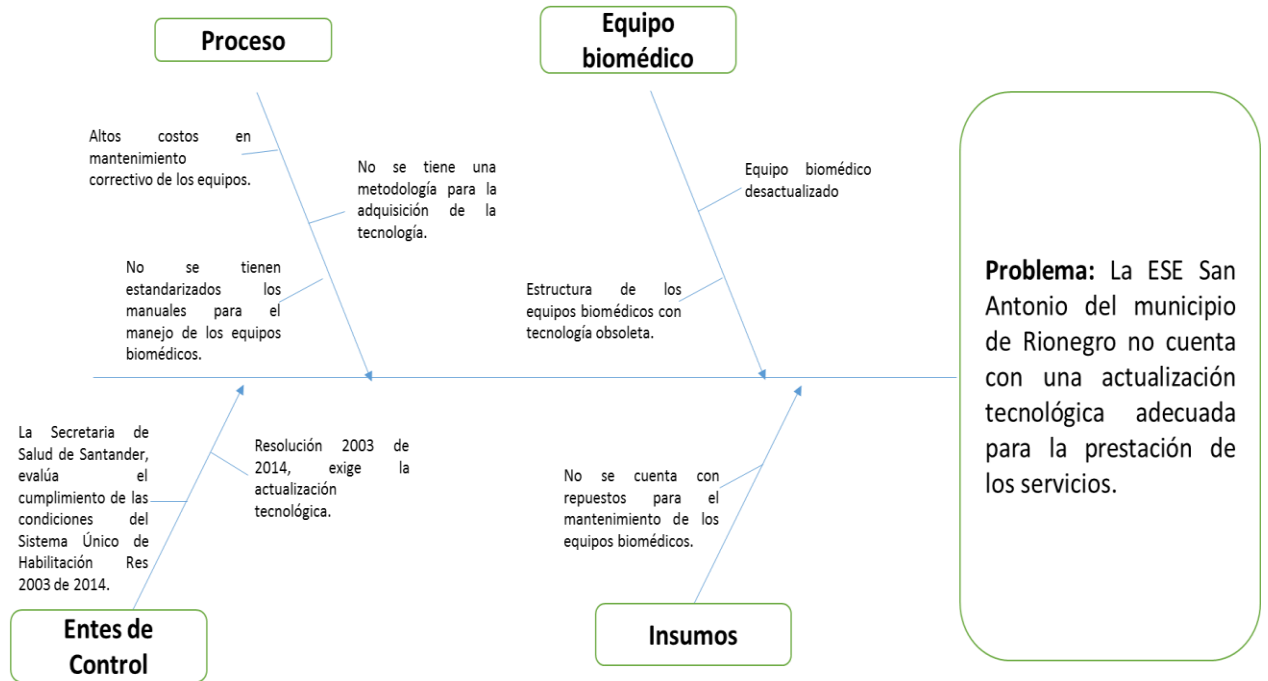 Proceso
Equipo
biomédico
Altos costos en
mantenimiento
correctivo de los equipos.
No se tiene una
metodología para la
adquisición de la
tecnología.
No se tienen
estandarizados los
manuales para el
manejo de los equipos
biomédicos.
Equipo biomédico
desactualizado
Estructura de los
equipos biomédicos con
tecnología obsoleta.
Problema: La ESE San
Antonio del municipio
de Rionegro no cuenta
con una actualización
tecnológica adecuada
para la prestación de
los servicios.
La Secretaria de
Salud de Santander,
evalúa el
cumplimiento de las
condiciones del
Sistema Único de
Habilitación Res
2003 de 2014.
Resolución 2003 de
2014, exige la
actualización
tecnológica.
No se cuenta con
repuestos para el
mantenimiento de los
equipos biomédicos.
Entes de
Control
Insumos